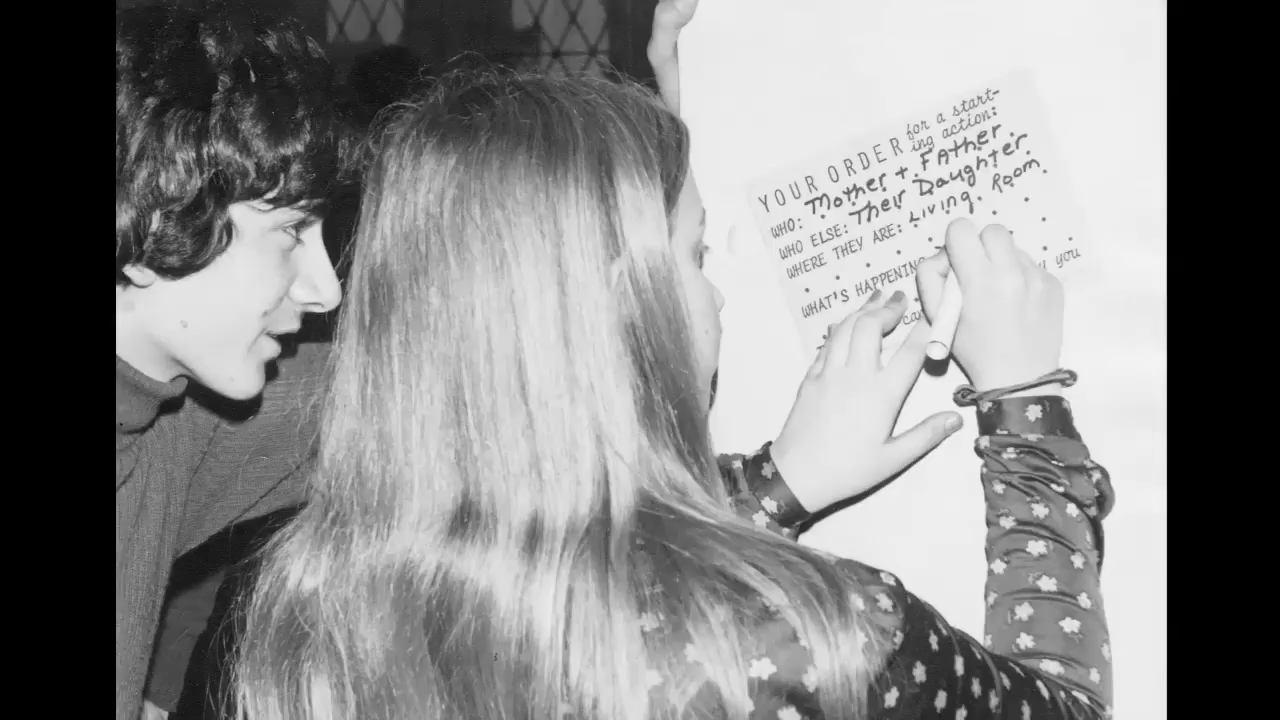 YOUR ORDER for a start-
ing action:
WHO: Mother + Father.
WHO ELSE: Their Daughter.
WHERE THEY ARE: Living Room.
WHAT'S HAPPENING
you